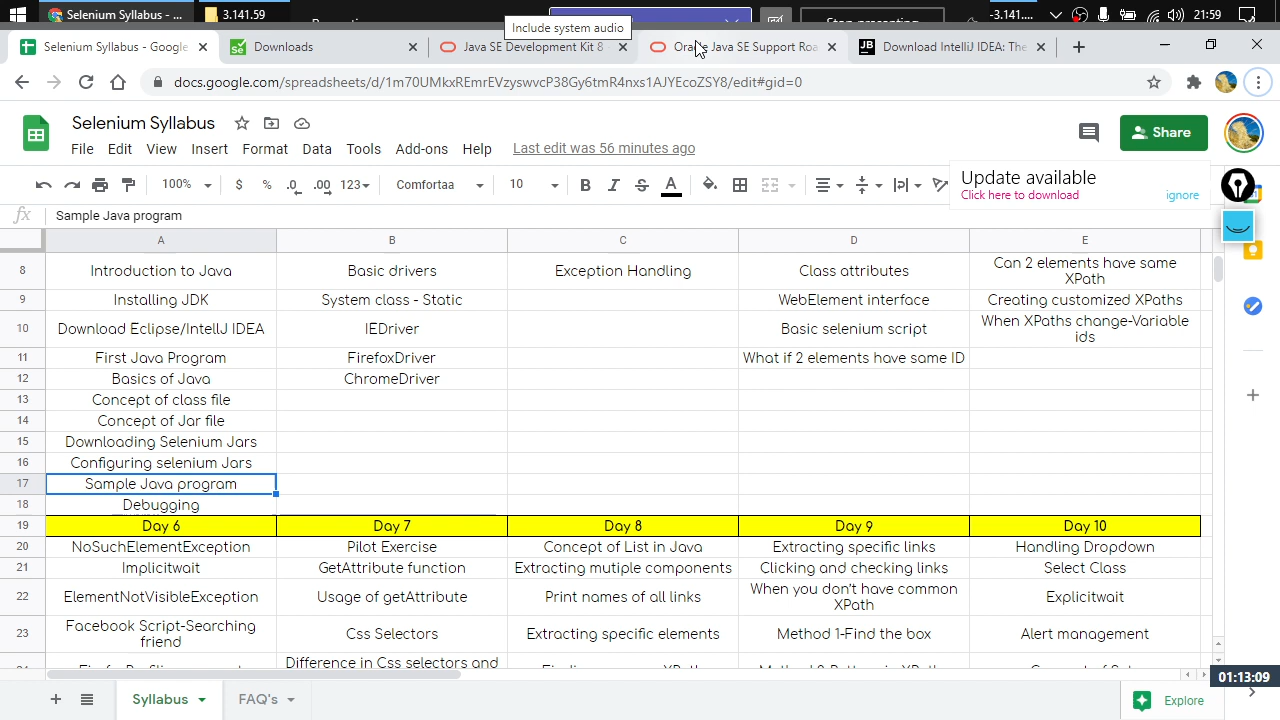 Selenium Syllabus - ...
3.141.59
Stop presenting
-3.141....
21:59
Include system audio
Selenium Syllabus - Google
Downloads
Java SE Development Kit 8 -
Oracle Java SE Support Roa
Download IntelliJ IDEA: The
docs.google.com/spreadsheets/d/1m70UMkxREmrFVzyswvcP38Gy6tmR4nxs1AJYEcoZSY8/edit#gid=0
Selenium Syllabus
Share
File Edit View Insert Format Data Tools Add-ons Help Last edit was 56 minutes ago
100% $ % .0 .00 123 Comfortaa 10 B I S A
Update available
Click here to download ignore
fx Sample Java program
A B C D E
8 Introduction to Java Basic drivers Exception Handling Class attributes Can 2 elements have same XPath
9 Installing JDK System class - Static WebElement interface Creating customized XPaths
10 Download Eclipse/IntellJ IDEA IEDriver Basic selenium script When XPaths change-Variable ids
11 First Java Program FirefoxDriver What if 2 elements have same ID
12 Basics of Java ChromeDriver
13 Concept of class file
14 Concept of Jar file
15 Downloading Selenium Jars
16 Configuring selenium Jars
17 Sample Java program
18 Debugging
19 Day 6 Day 7 Day 8 Day 9 Day 10
20 NoSuchElementException Pilot Exercise Concept of List in Java Extracting specific links Handling Dropdown
21 Implicitwait GetAttribute function Extracting mutiple components Clicking and checking links Select Class
22 ElementNotVisibleException Usage of getAttribute Print names of all links When you don't have common XPath Explicitwait
23 Facebook Script-Searching friend Css Selectors Extracting specific elements Method 1-Find the box Alert management
Difference in Css selectors and
01:13:09
Syllabus FAQ's Explore